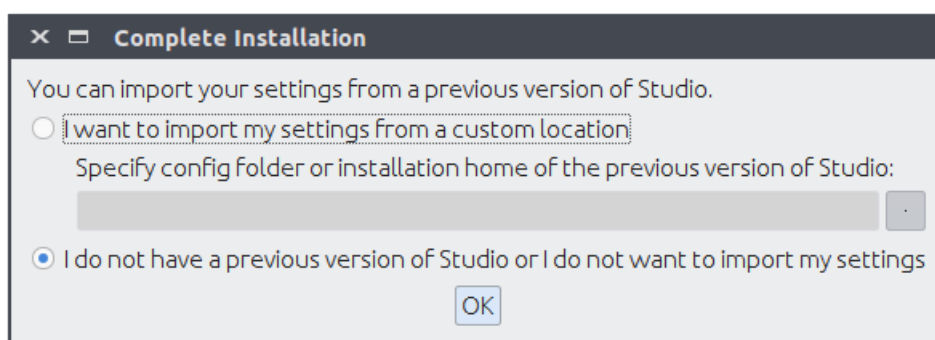 Complete Installation
You can import your settings from a previous version of Studio.
I want to import my settings from a custom location
Specify config folder or installation home of the previous version of Studio:
.
I do not have a previous version of Studio or I do not want to import my settings
OK